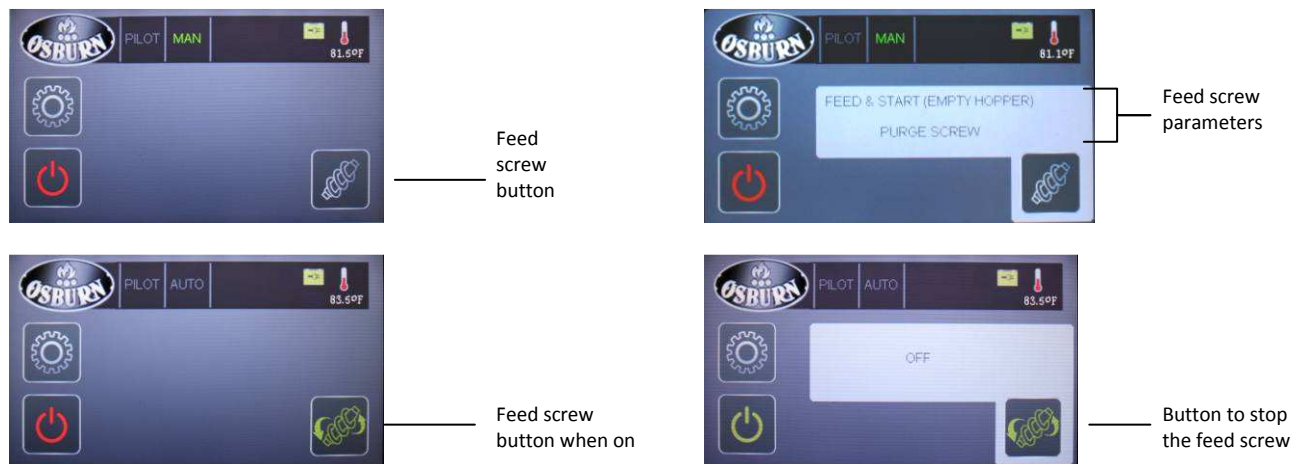 OSBURN PILOT MAN 81.5ºF
Feed
screw
button
OSBURN PILOT MAN 81.1ºF
FEED & START (EMPTY HOPPER)
PURGE SCREW
Feed screw
parameters
OSBURN PILOT AUTO 83.5ºF
Feed screw
button when on
OSBURN PILOT AUTO 83.5ºF
OFF
Button to stop
the feed screw